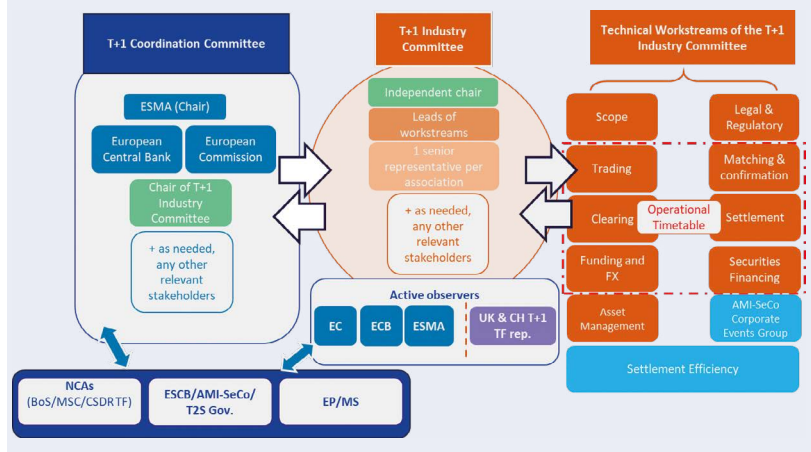 T+1 Coordination Committee
ESMA (Chair)
European
Central Bank
European
Commission
Chair of T+1
Industry
Committee
+ as needed,
any other
relevant
stakeholders
T+1 Industry
Committee
Independent chair
Leads of
workstreams
1 senior
representative per
association
+ as needed,
any other
relevant
stakeholders
Active observers
EC
ECB
ESMA
UK & CH T+1
TF rep.
Technical Workstreams of the T+1
Industry Committee
Scope
Legal &
Regulatory
Trading
Matching &
confirmation
Clearing
Operational
Timetable
Settlement
Funding and
FX
Securities
Financing
Asset
Management
AMI-SeCo
Corporate
Events Group
Settlement Efficiency
NCAs
(BoS/MSC/CSDR TF)
ESCB/AMI-SeCo/
T2S Gov.
EP/MS